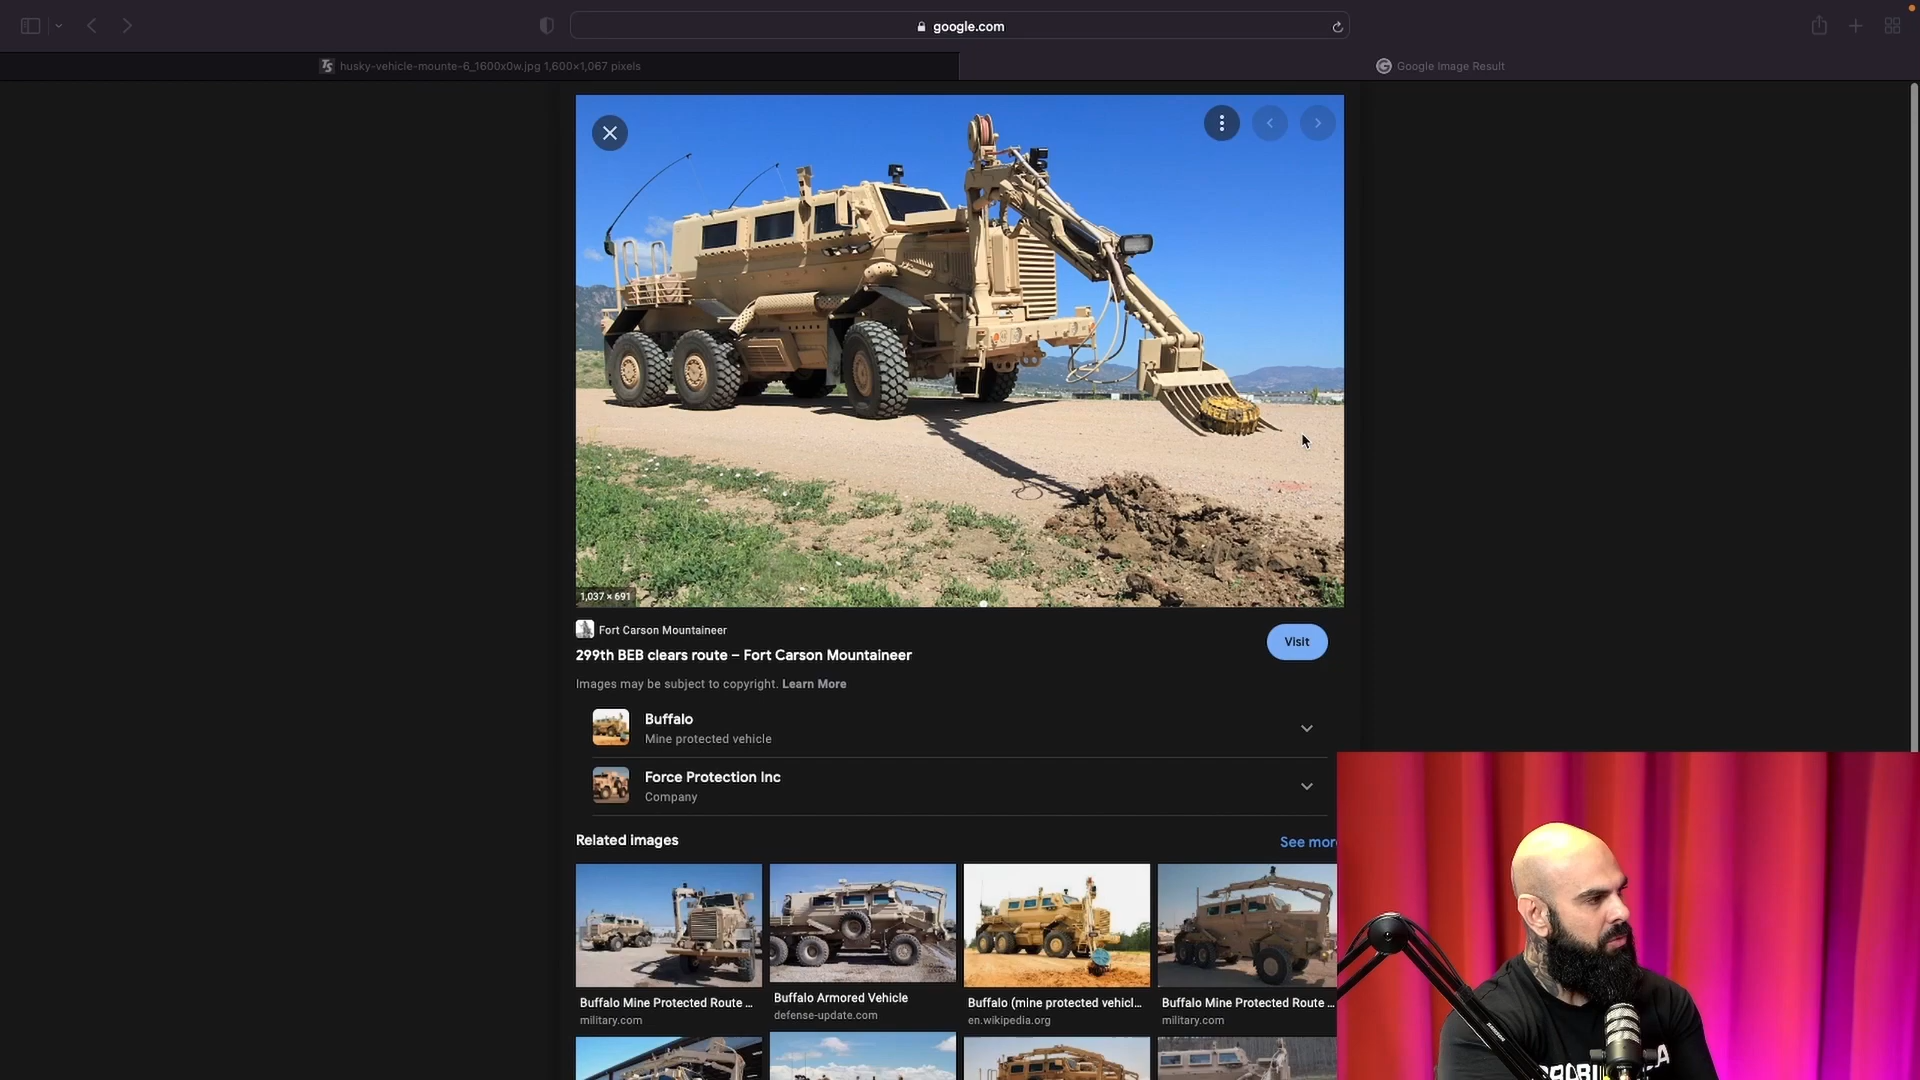 google.com
husky-vehicle-mounte-6_1600x0w.jpg 1,600×1,067 pixels
Google Image Result
1,037 × 691
Fort Carson Mountaineer
Visit
299th BEB clears route – Fort Carson Mountaineer
Images may be subject to copyright. Learn More
Buffalo
Mine protected vehicle
Force Protection Inc
Company
Related images
See more
Buffalo Mine Protected Route ...
military.com
Buffalo Armored Vehicle
defense-update.com
Buffalo (mine protected vehicl...
en.wikipedia.org
Buffalo Mine Protected Route ...
military.com